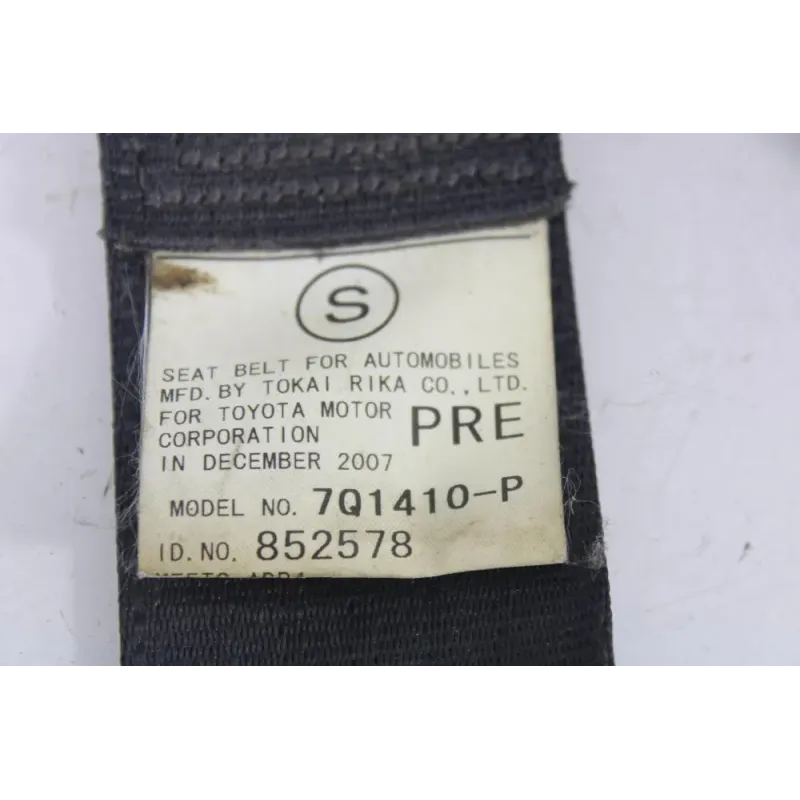 S
SEAT BELT FOR AUTOMOBILES
MFD. BY TOKAI RIKA CO., LTD.
FOR TOYOTA MOTOR
CORPORATION PRE
IN DECEMBER 2007
MODEL NO. 7Q1410-P
ID. NO. 852578